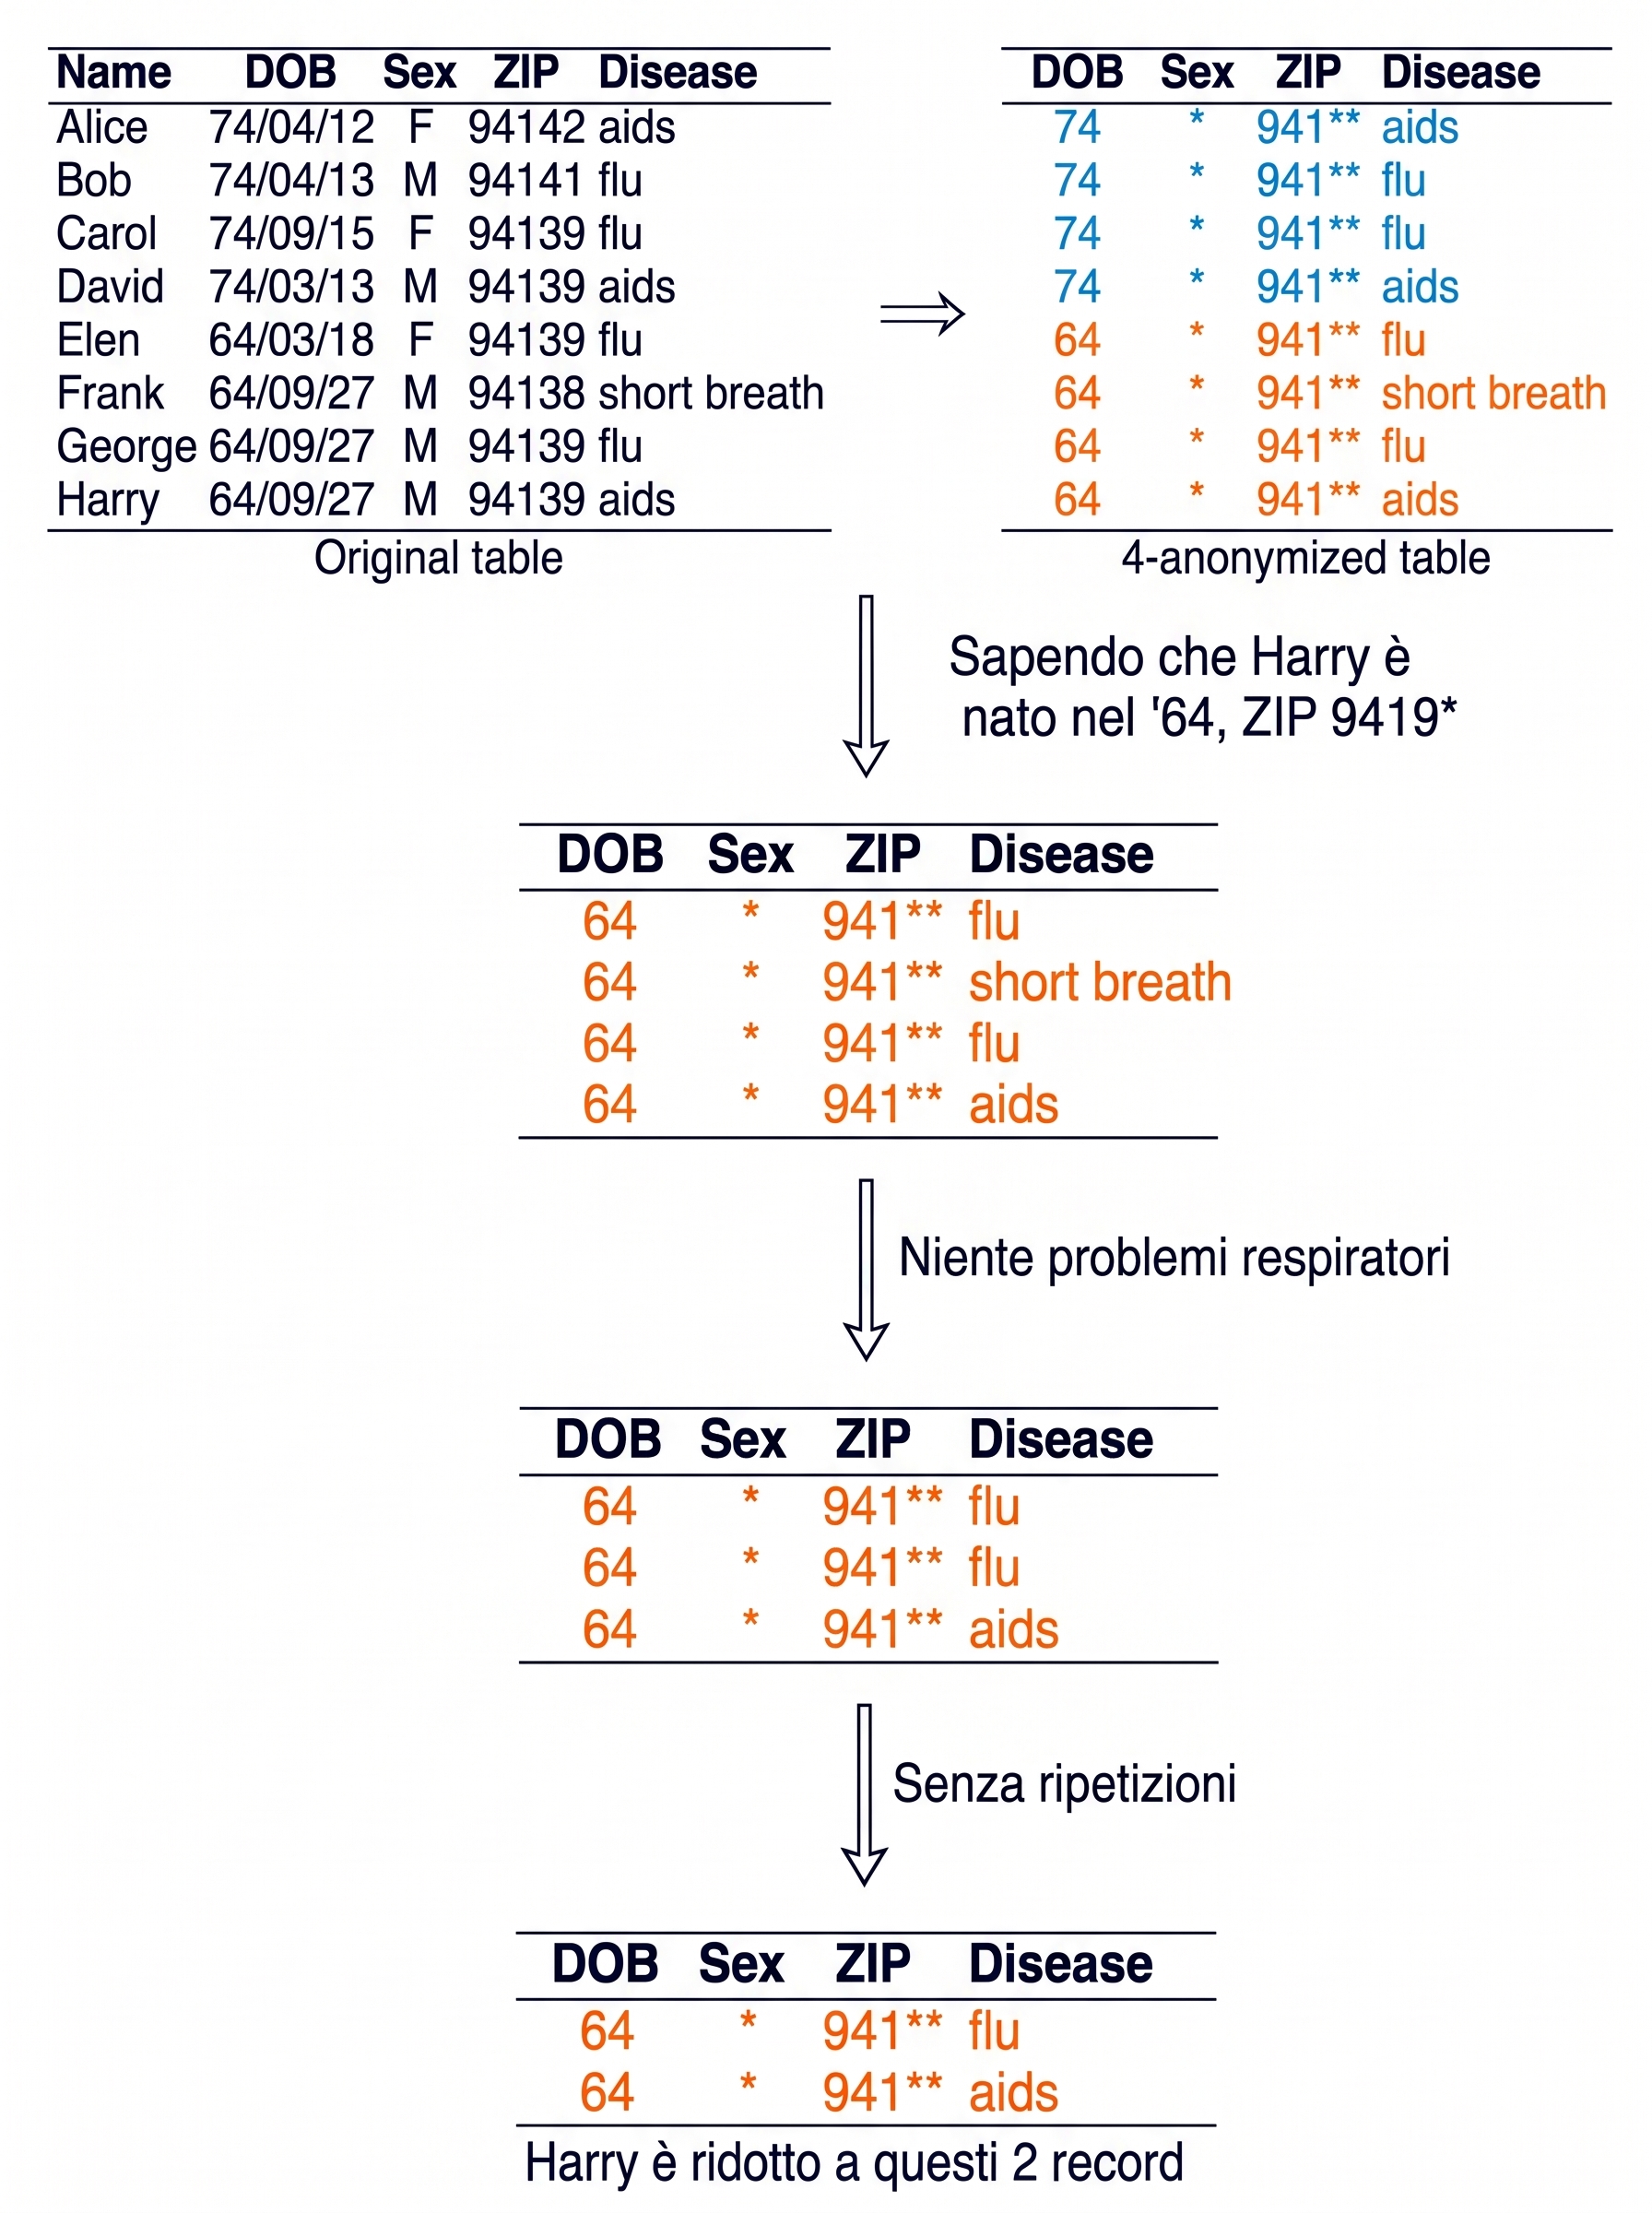 Name DOB Sex ZIP Disease
Alice 74/04/12 F 94142 aids
Bob 74/04/13 M 94141 flu
Carol 74/09/15 F 94139 flu
David 74/03/13 M 94139 aids
Elen 64/03/18 F 94139 flu
Frank 64/09/27 M 94138 short breath
George 64/09/27 M 94139 flu
Harry 64/09/27 M 94139 aids
Original table
DOB Sex ZIP Disease
74 * 941** aids
74 * 941** flu
74 * 941** flu
74 * 941** aids
64 * 941** flu
64 * 941** short breath
64 * 941** flu
64 * 941** aids
4-anonymized table
Sapendo che Harry è
nato nel '64, ZIP 9419*
DOB Sex ZIP Disease
64 * 941** flu
64 * 941** short breath
64 * 941** flu
64 * 941** aids
Niente problemi respiratori
DOB Sex ZIP Disease
64 * 941** flu
64 * 941** flu
64 * 941** aids
Senza ripetizioni
DOB Sex ZIP Disease
64 * 941** flu
64 * 941** aids
Harry è ridotto a questi 2 record